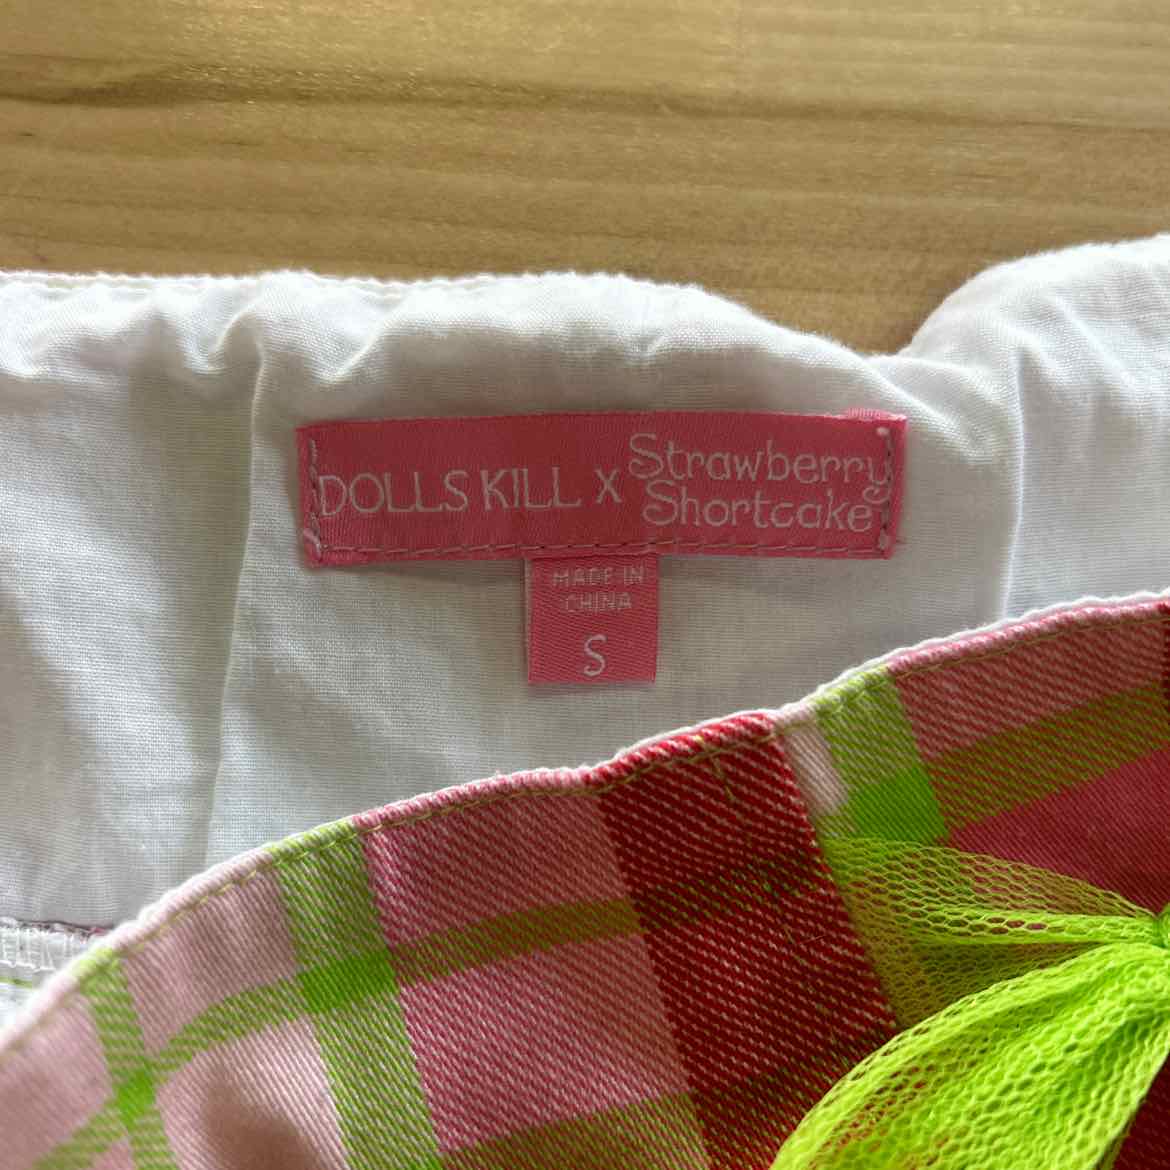 DOLLS KILL X Strawberry
Shortcake
MADE IN
CHINA
S